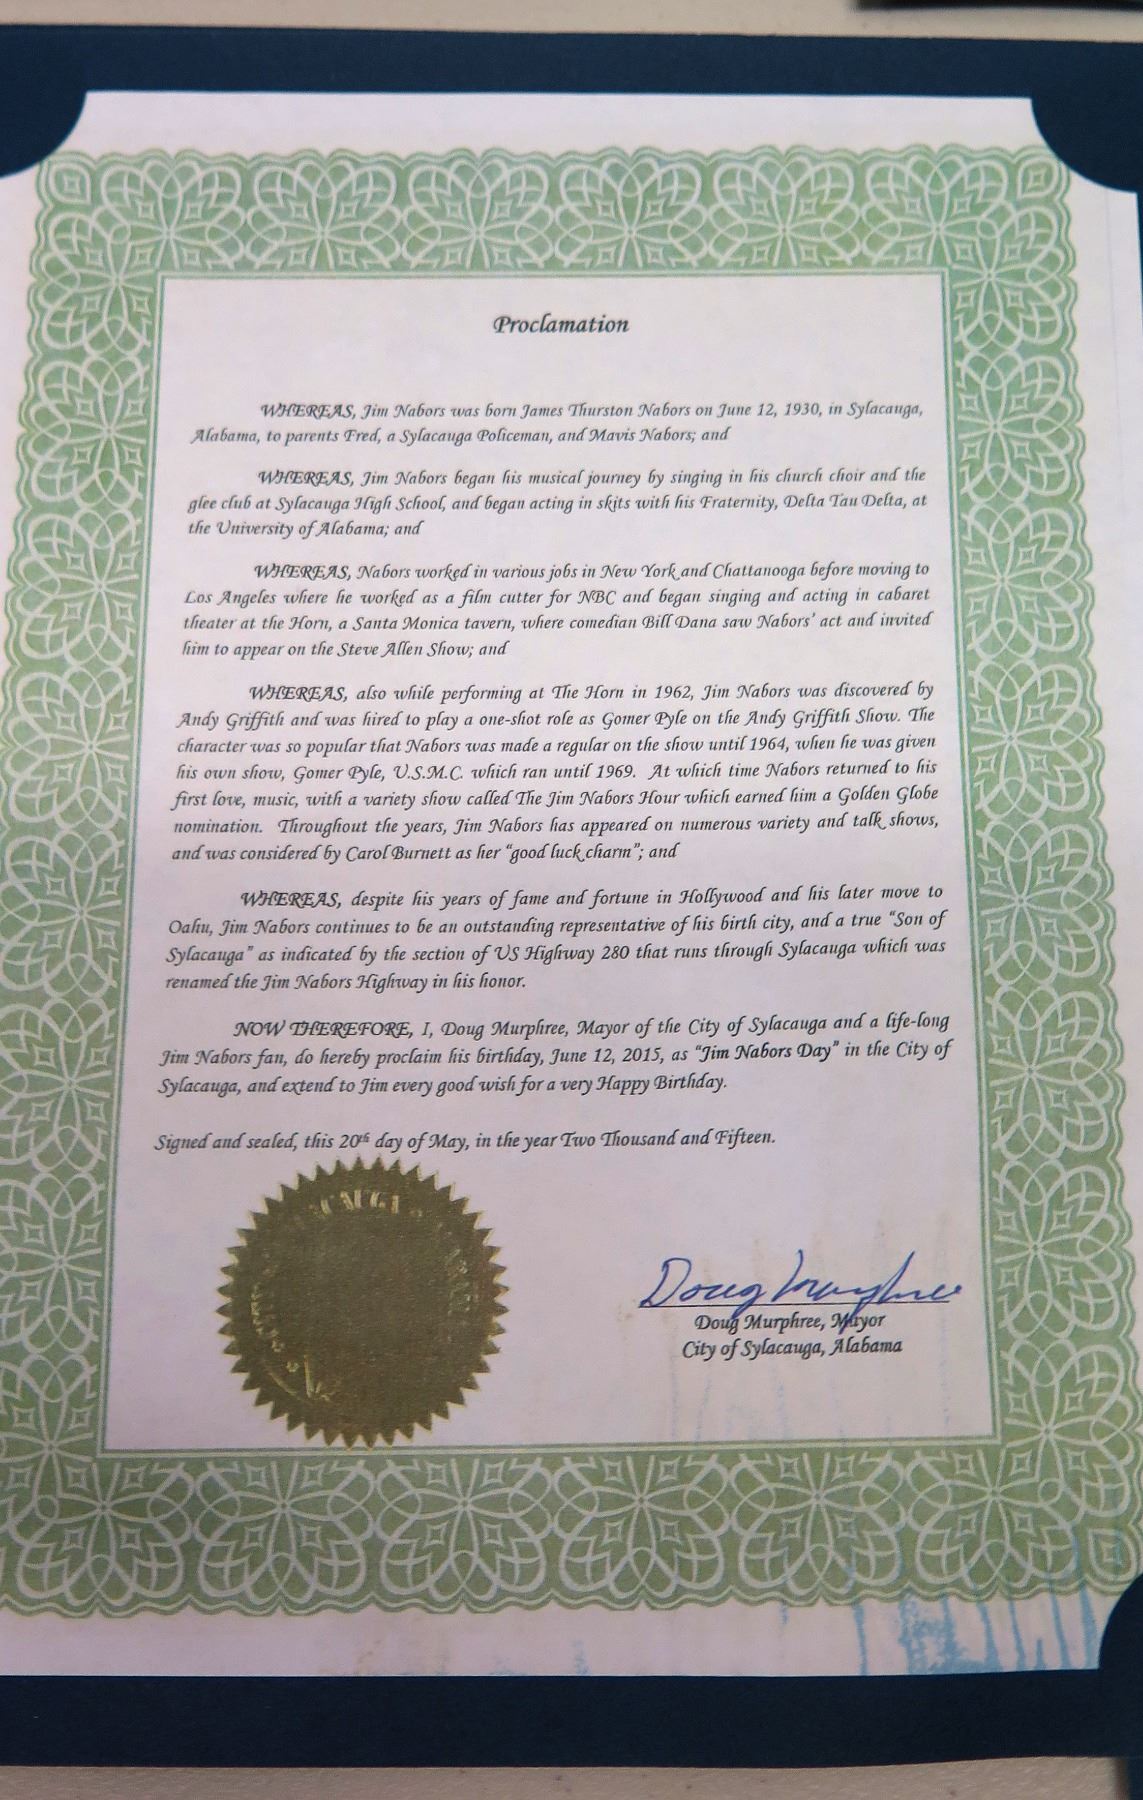 Proclamation
WHEREAS, Jim Nabors was born James Thurston Nabors on June 12, 1930, in Sylacauga,
Alabama, to parents Fred, a Sylacauga Policeman, and Mavis Nabors; and
WHEREAS, Jim Nabors began his musical journey by singing in his church choir and the
glee club at Sylacauga High School, and began acting in skits with his Fraternity, Delta Tau Delta, at
the University of Alabama; and
WHEREAS, Nabors worked in various jobs in New York and Chattanooga before moving to
Los Angeles where he worked as a film cutter for NBC and began singing and acting in cabaret
theater at the Horn, a Santa Monica tavern, where comedian Bill Dana saw Nabors' act and invited
him to appear on the Steve Allen Show; and
WHEREAS, also while performing at The Horn in 1962, Jim Nabors was discovered by
Andy Griffith and was hired to play a one-shot role as Gomer Pyle on the Andy Griffith Show. The
character was so popular that Nabors was made a regular on the show until 1964, when he was given
his own show, Gomer Pyle, U.S.M.C. which ran until 1969. At which time Nabors returned to his
first love, music, with a variety show called The Jim Nabors Hour which earned him a Golden Globe
nomination. Throughout the years, Jim Nabors has appeared on numerous variety and talk shows,
and was considered by Carol Burnett as her "good luck charm"; and
WHEREAS, despite his years of fame and fortune in Hollywood and his later move to
Oahu, Jim Nabors continues to be an outstanding representative of his birth city, and a true "Son of
Sylacauga" as indicated by the section of US Highway 280 that runs through Sylacauga which was
renamed the Jim Nabors Highway in his honor.
NOW THEREFORE, I, Doug Murphree, Mayor of the City of Sylacauga and a life-long
Jim Nabors fan, do hereby proclaim his birthday, June 12, 2015, as "Jim Nabors Day" in the City of
Sylacauga, and extend to Jim every good wish for a very Happy Birthday.
Signed and sealed, this 20th day of May, in the year Two Thousand and Fifteen.
Doug Murphree
Doug Murphree, Mayor
City of Sylacauga, Alabama